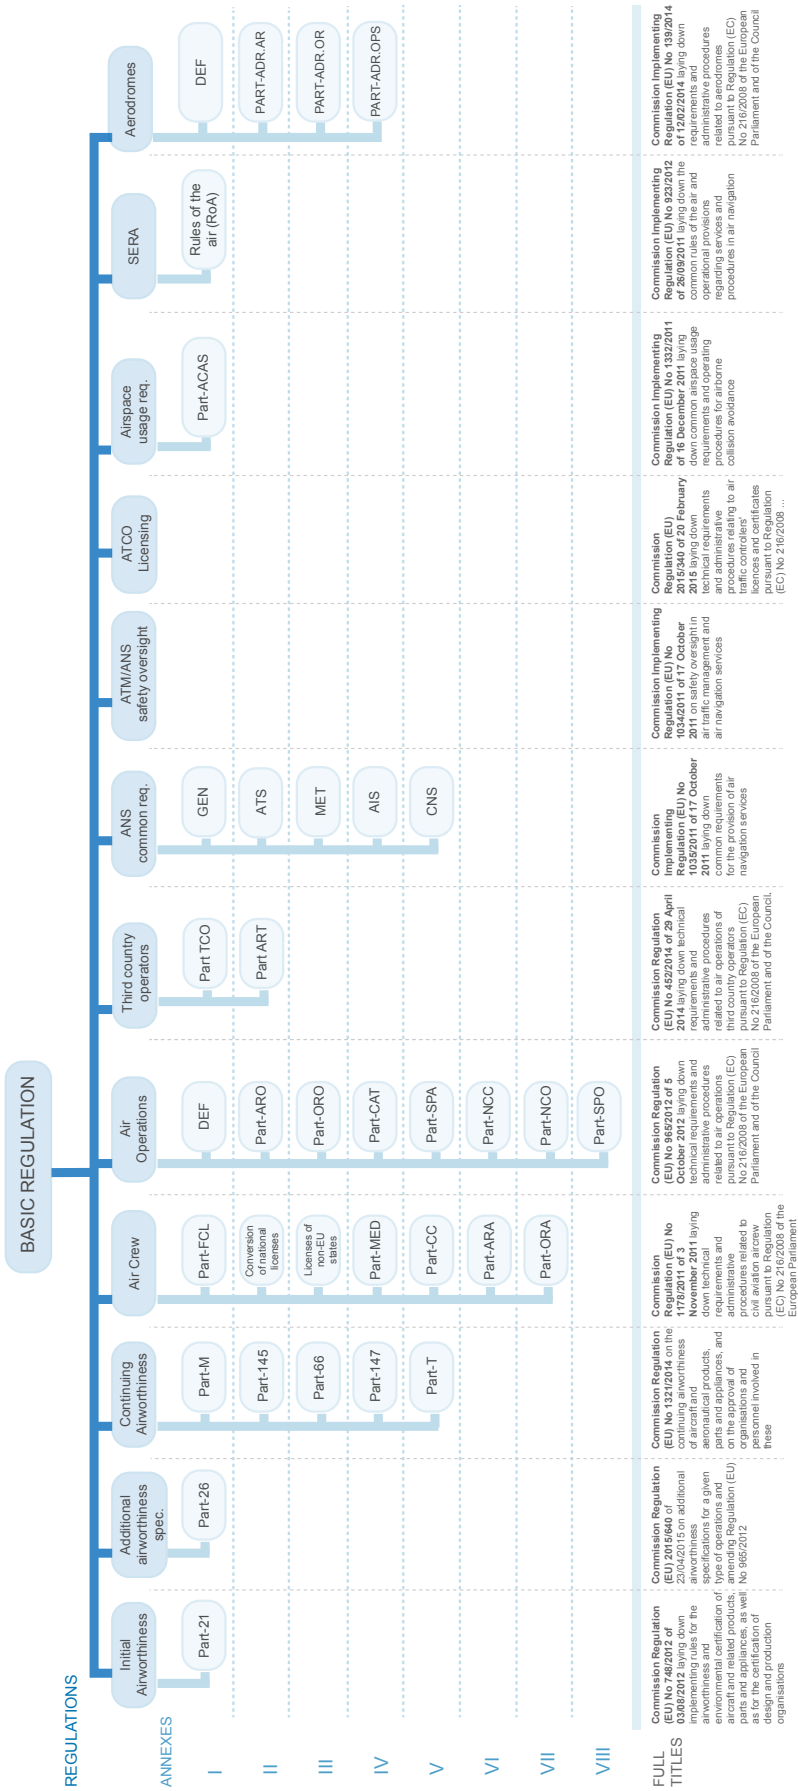 BASIC REGULATION
REGULATIONS
Initial
Airworthiness
Additional
airworthiness
spec.
Continuing
Airworthiness
Air Crew
Air
Operations
Third country
operators
ANS
common req.
ATM/ANS
safety oversight
ATCO
Licensing
Airspace
usage req.
SERA
Aerodromes
ANNEXES
I
Part-21
Part-26
Part-M
Part-FCL
DEF
Part TCO
GEN
Part-ACAS
Rules of the
air (RoA)
DEF
II
Part-145
Conversion
of national
licenses
Part-ARO
Part ART
ATS
PART-ADR.AR
III
Part-66
Licenses of
non-EU
states
Part-ORO
MET
PART-ADR.OR
IV
Part-147
Part-MED
Part-CAT
AIS
PART-ADR.OPS
V
Part-T
Part-CC
Part-SPA
CNS
VI
Part-ARA
Part-NCC
VII
Part-ORA
Part-NCO
VIII
Part-SPO
FULL
TITLES
Commission Regulation
(EU) No 748/2012 of
03/08/2012 laying down
implementing rules for the
airworthiness and
environmental certification of
aircraft and related products,
parts and appliances, as well
as for the certification of
design and production
organisations
Commission Regulation
(EU) 2015/640 of
23/04/2015 on additional
airworthiness
specifications for a given
type of operations and
amending Regulation (EU)
No 965/2012
Commission Regulation
(EU) No 1321/2014 on the
continuing airworthiness
of aircraft and
aeronautical products,
parts and appliances, and
on the approval of
organisations and
personnel involved in
these
Commission
Regulation (EU) No
1178/2011 of 3
November 2011 laying
down technical
requirements and
administrative
procedures related to
civil aviation aircrew
pursuant to Regulation
(EC) No 216/2008 of the
European Parliament
Commission Regulation
(EU) No 965/2012 of 5
October 2012 laying down
technical requirements and
administrative procedures
related to air operations
pursuant to Regulation (EC)
No 216/2008 of the European
Parliament and of the Council
Commission Regulation
(EU) No 452/2014 of 29 April
2014 laying down technical
requirements and
administrative procedures
related to air operations of
third country operators
pursuant to Regulation (EC)
No 216/2008 of the European
Parliament and of the Council.
Commission
Implementing
Regulation (EU) No
1035/2011 of 17 October
2011 laying down
common requirements
for the provision of air
navigation services
Commission Implementing
Regulation (EU) No
1034/2011 of 17 October
2011 on safety oversight in
air traffic management and
air navigation services
Commission
Regulation (EU)
2015/340 of 20 February
2015 laying down
technical requirements
and administrative
procedures relating to air
traffic controllers'
licences and certificates
pursuant to Regulation
(EC) No 216/2008 ...
Commission Implementing
Regulation (EU) No 1332/2011
of 16 December 2011 laying
down common airspace usage
requirements and operating
procedures for airborne
collision avoidance
Commission Implementing
Regulation (EU) No 923/2012
of 26/09/2011 laying down the
common rules of the air and
operational provisions
regarding services and
procedures in air navigation
Commission Implementing
Regulation (EU) No 139/2014
of 12/02/2014 laying down
requirements and
administrative procedures
related to aerodromes
pursuant to Regulation (EC)
No 216/2008 of the European
Parliament and of the Council